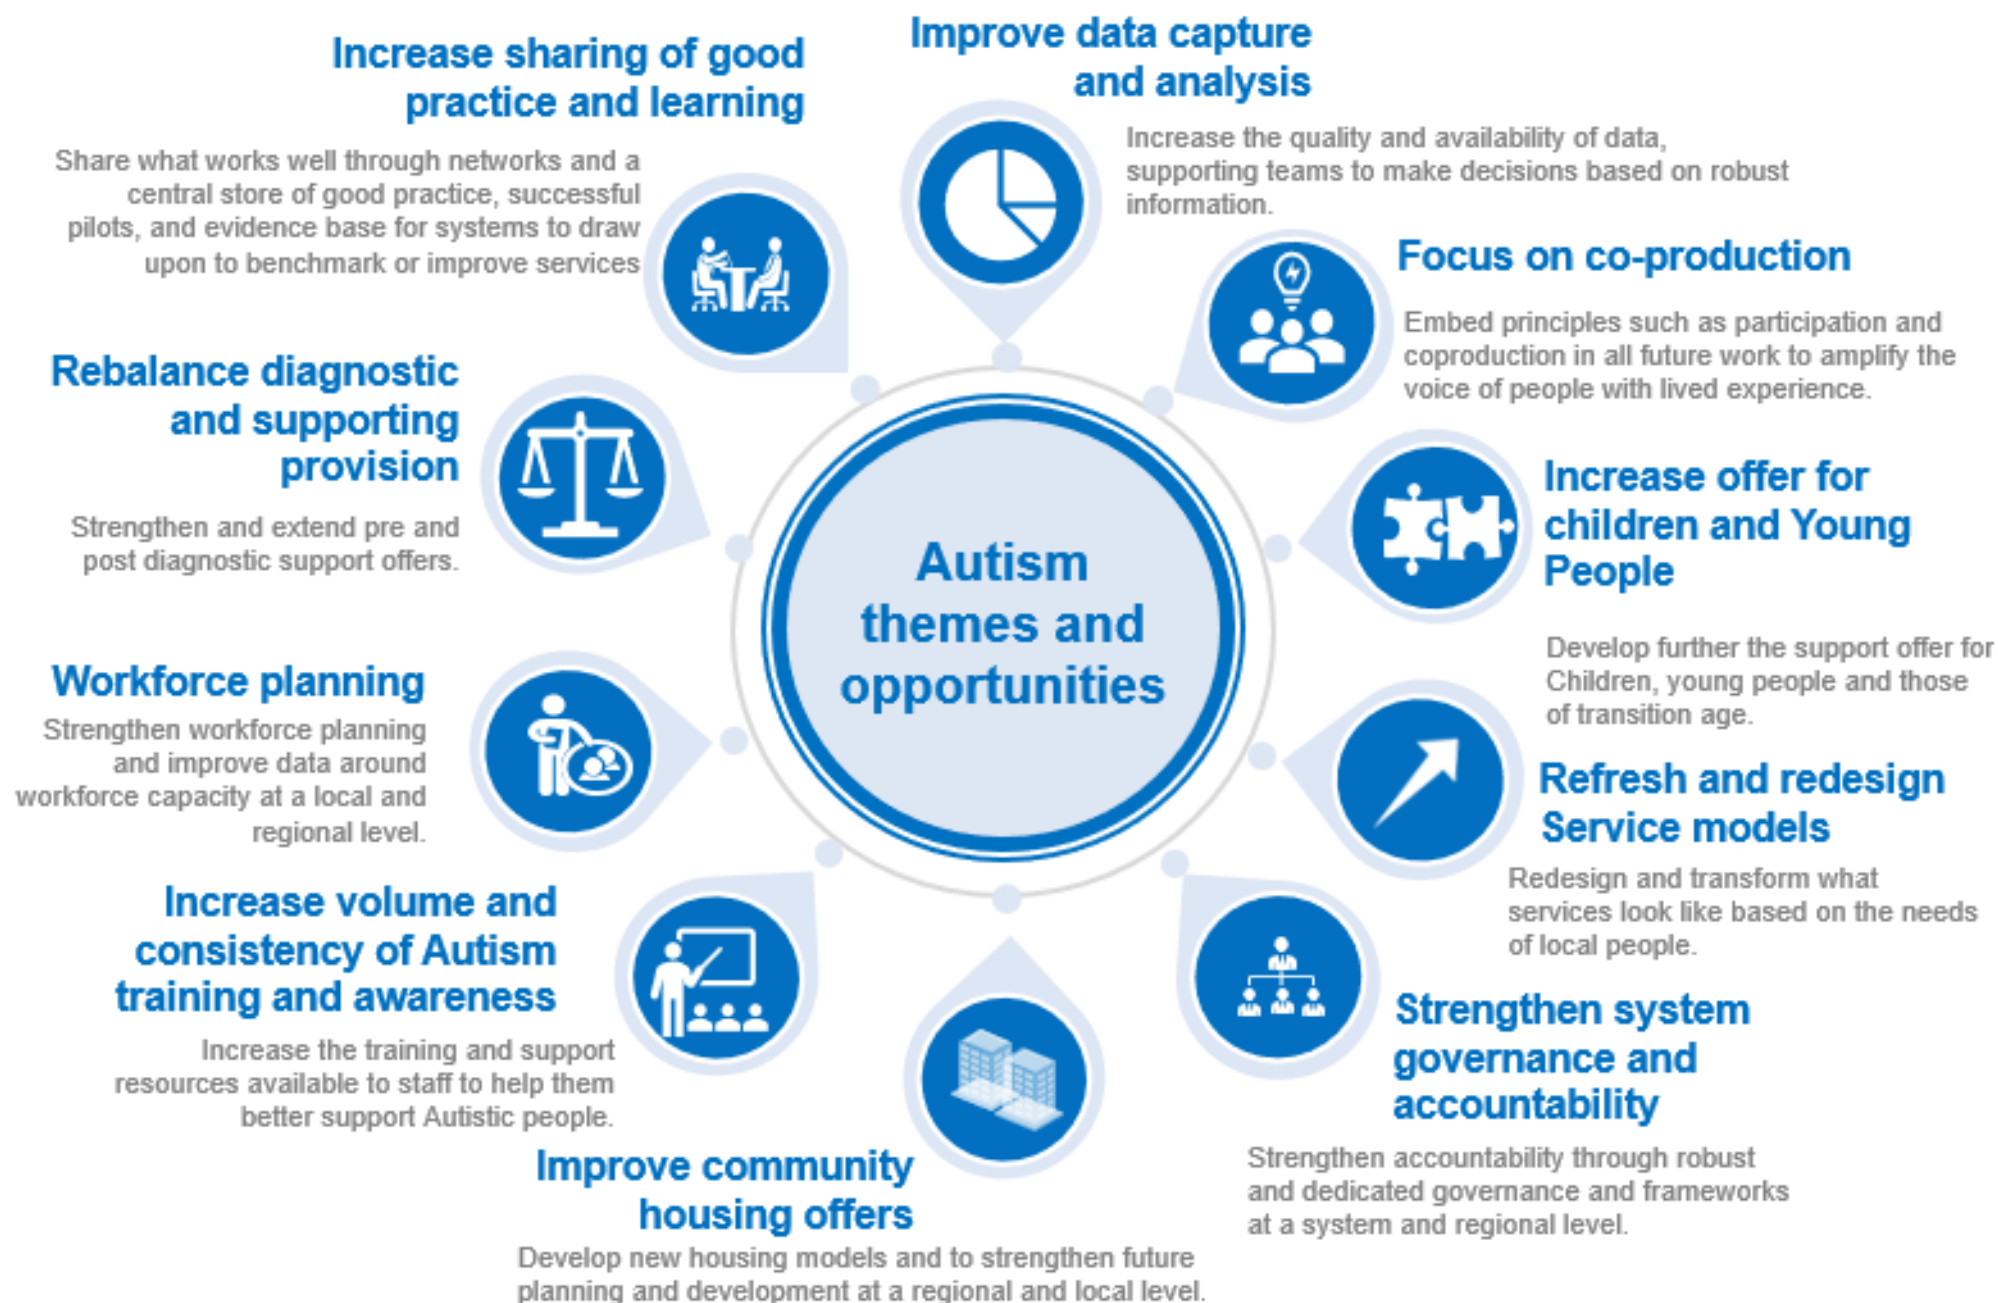 Autism
themes and
opportunities
Improve data capture
and analysis
Increase the quality and availability of data,
supporting teams to make decisions based on robust
information.
Focus on co-production
Embed principles such as participation and
coproduction in all future work to amplify the
voice of people with lived experience.
Increase offer for
children and Young
People
Develop further the support offer for
Children, young people and those
of transition age.
Refresh and redesign
Service models
Redesign and transform what
services look like based on the needs
of local people.
Strengthen system
governance and
accountability
Strengthen accountability through robust
and dedicated governance and frameworks
at a system and regional level.
Improve community
housing offers
Develop new housing models and to strengthen future
planning and development at a regional and local level.
Increase volume and
consistency of Autism
training and awareness
Increase the training and support
resources available to staff to help them
better support Autistic people.
Workforce planning
Strengthen workforce planning
and improve data around
workforce capacity at a local and
regional level.
Rebalance diagnostic
and supporting
provision
Strengthen and extend pre and
post diagnostic support offers.
Increase sharing of good
practice and learning
Share what works well through networks and a
central store of good practice, successful
pilots, and evidence base for systems to draw
upon to benchmark or improve services